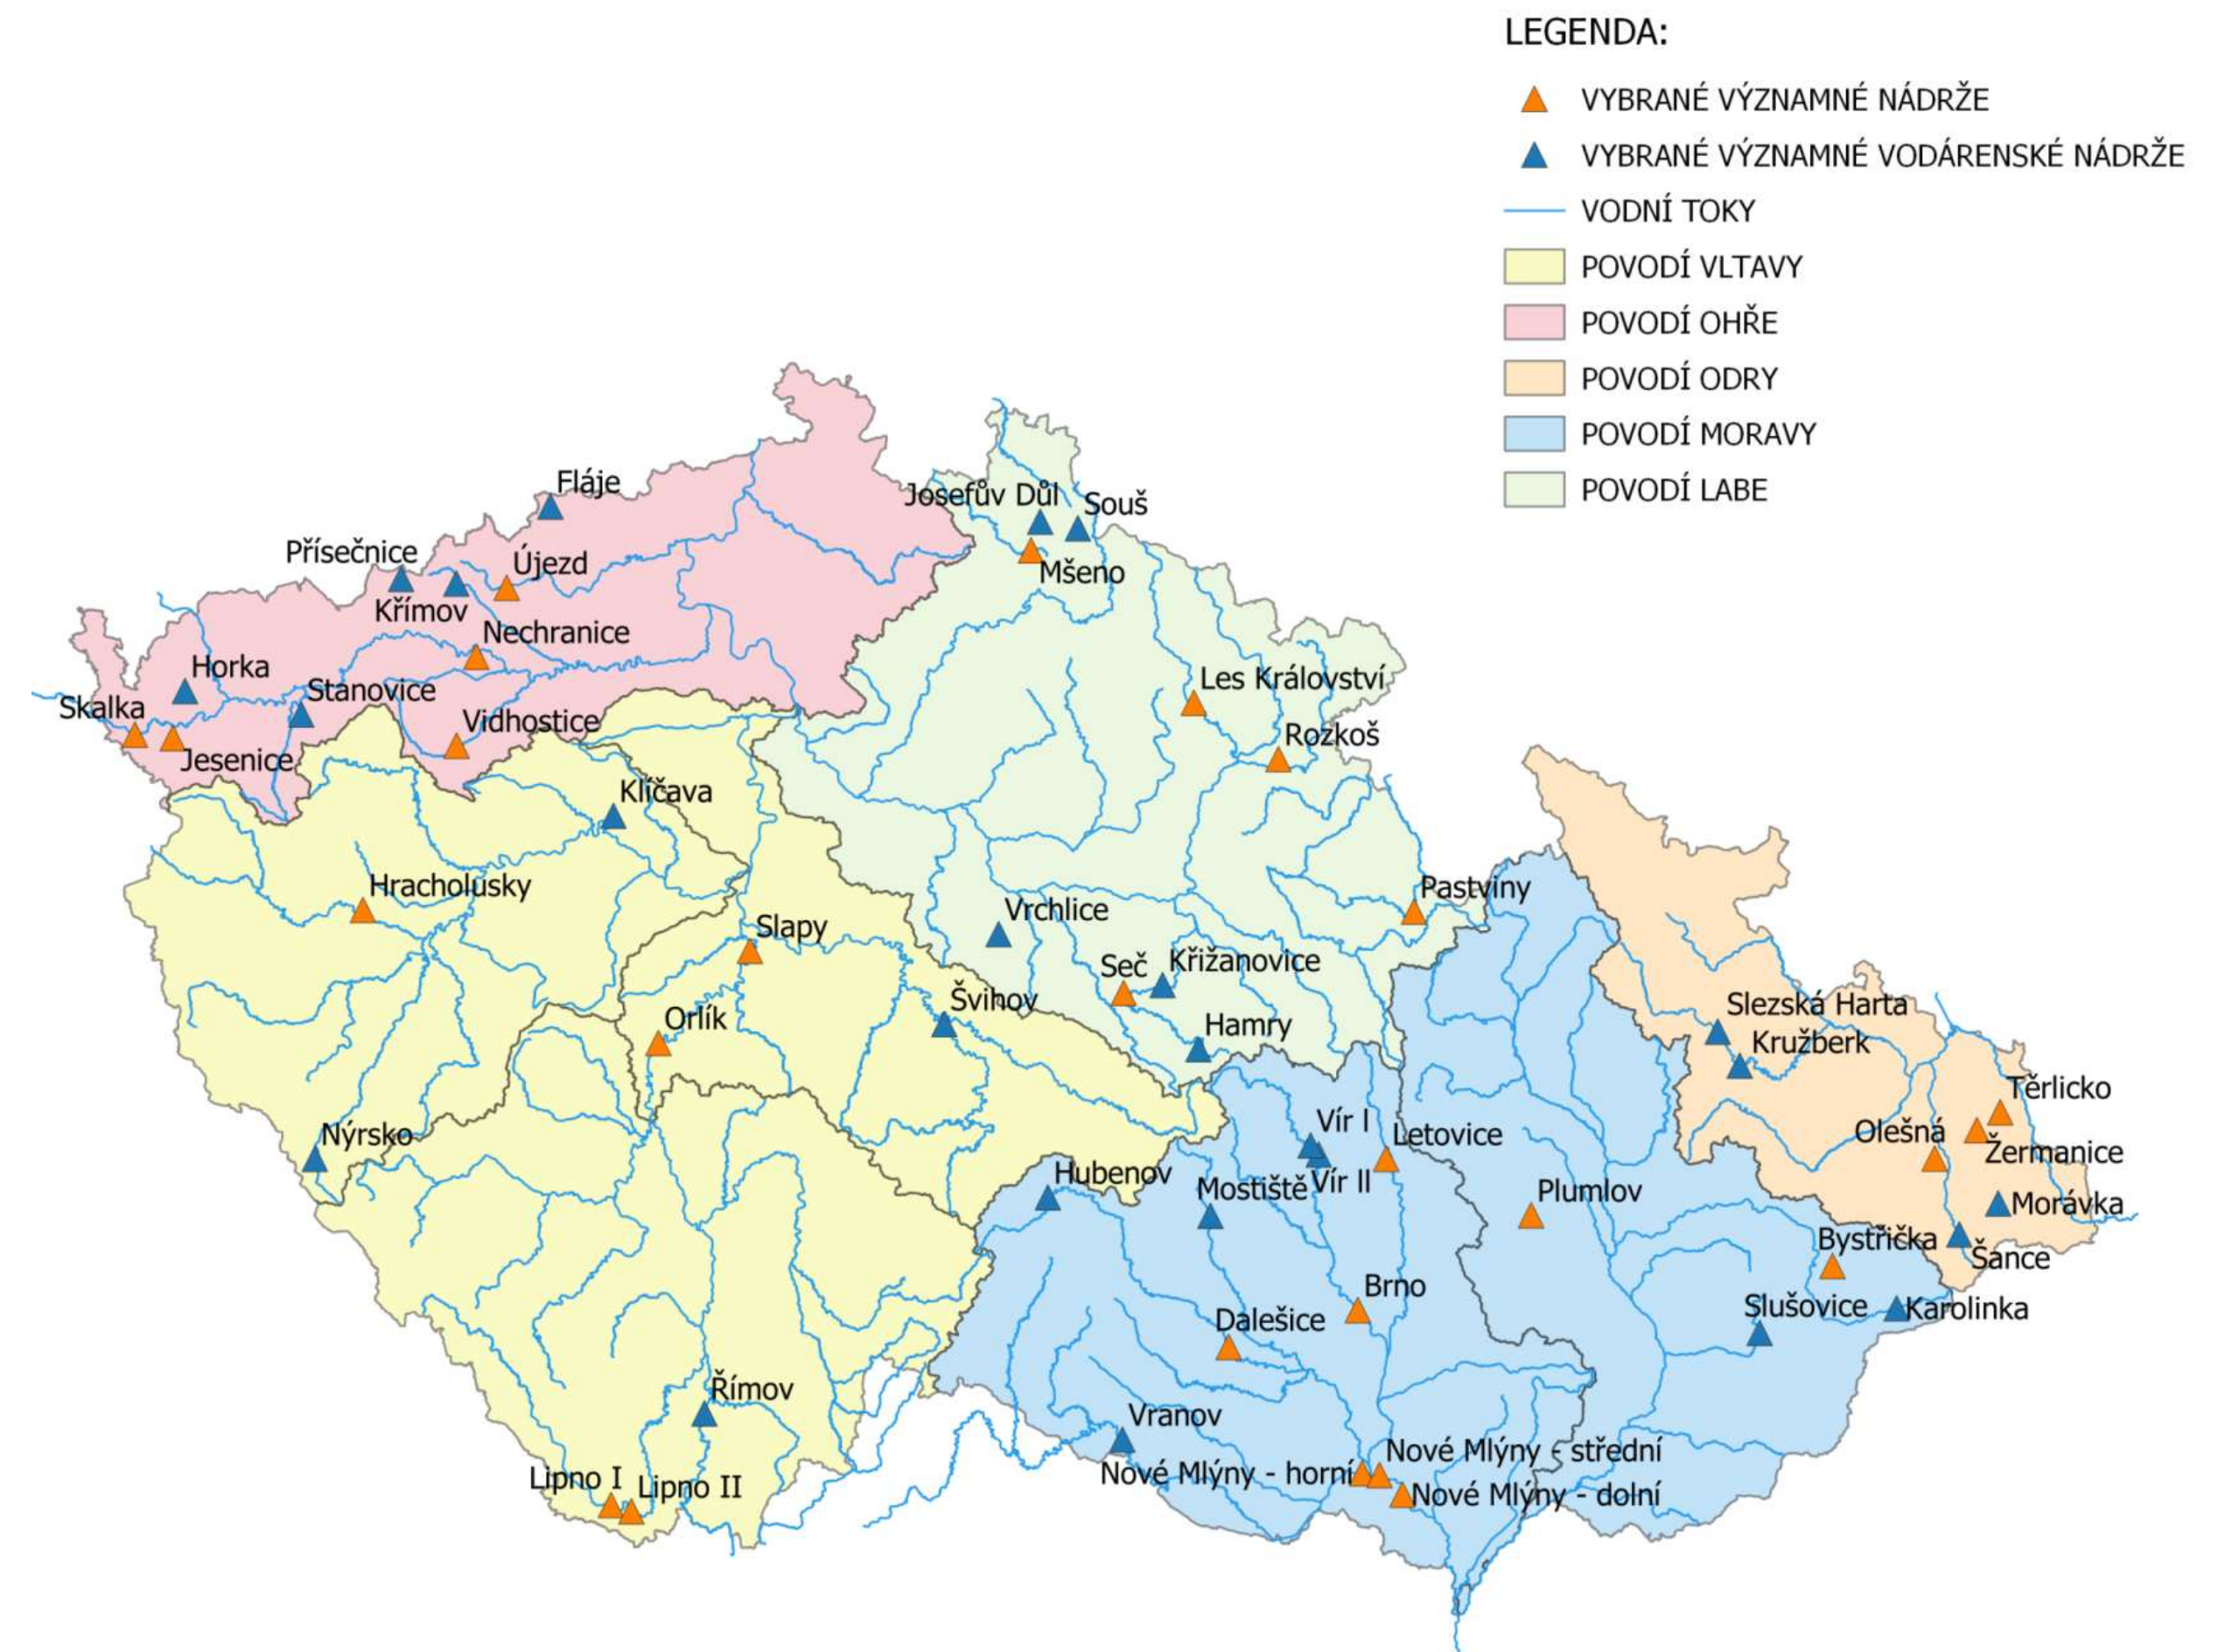 LEGENDA:
VYBRANÉ VÝZNAMNÉ NÁDRŽE
VYBRANÉ VÝZNAMNÉ VODÁRENSKÉ NÁDRŽE
VODNÍ TOKY
POVODÍ VLTAVY
POVODÍ OHŘE
POVODÍ ODRY
POVODÍ MORAVY
POVODÍ LABE
Fláje
Josefův Důl
Souš
Přísečnice
Újezd
Mšeno
Křímov
Nechranice
Horka
Stanovice
Les Království
Skalka
Vidhostice
Rozkoš
Jesenice
Klíčava
Hracholusky
Pastviny
Vrchlice
Slapy
Seč
Křižanovice
Švihov
Slezská Harta
Orlík
Hamry
Kružberk
Těrlicko
Vír I
Letovice
Olešná
Nýrsko
Žermanice
Hubenov
Mostiště
Vír II
Plumlov
Morávka
Bystřička
Šance
Brno
Slušovice
Karolinka
Dalešice
Římov
Vranov
Nové Mlýny - střední
Nové Mlýny - horní
Lipno I
Lipno II
Nové Mlýny - dolní